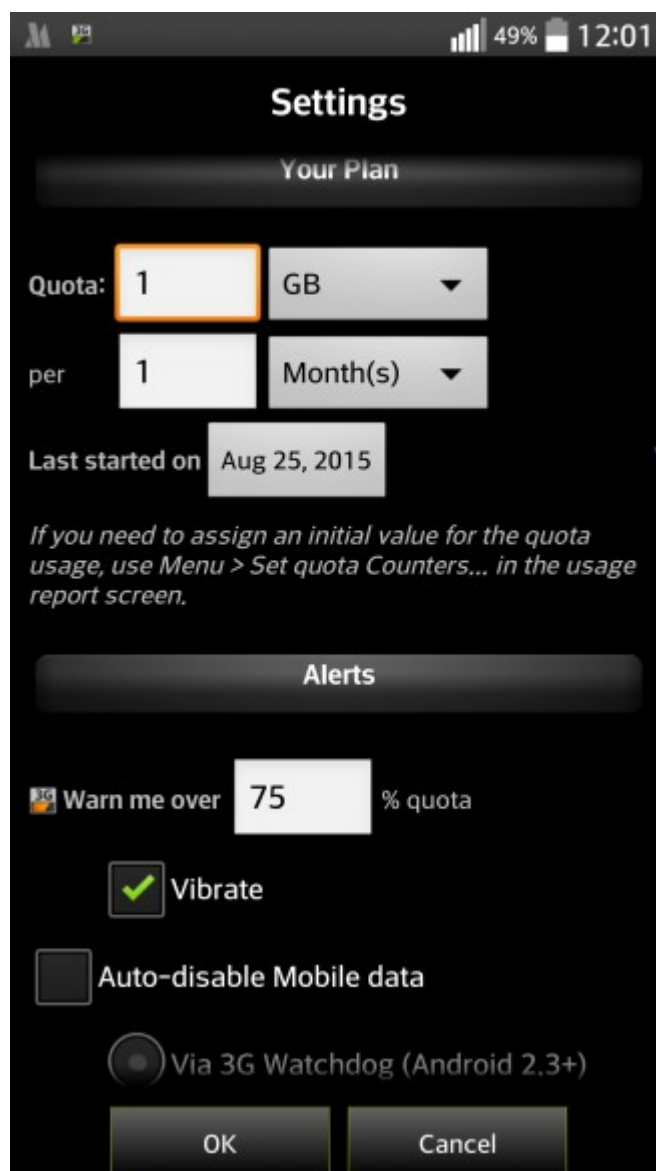 49% 12:01
Settings
Your Plan
Quota: 1 GB
per 1 Month(s)
Last started on Aug 25, 2015
If you need to assign an initial value for the quota
usage, use Menu > Set quota Counters... in the usage
report screen.
Alerts
3G Warn me over 75 % quota
Vibrate
Auto-disable Mobile data
Via 3G Watchdog (Android 2.3+)
OK Cancel